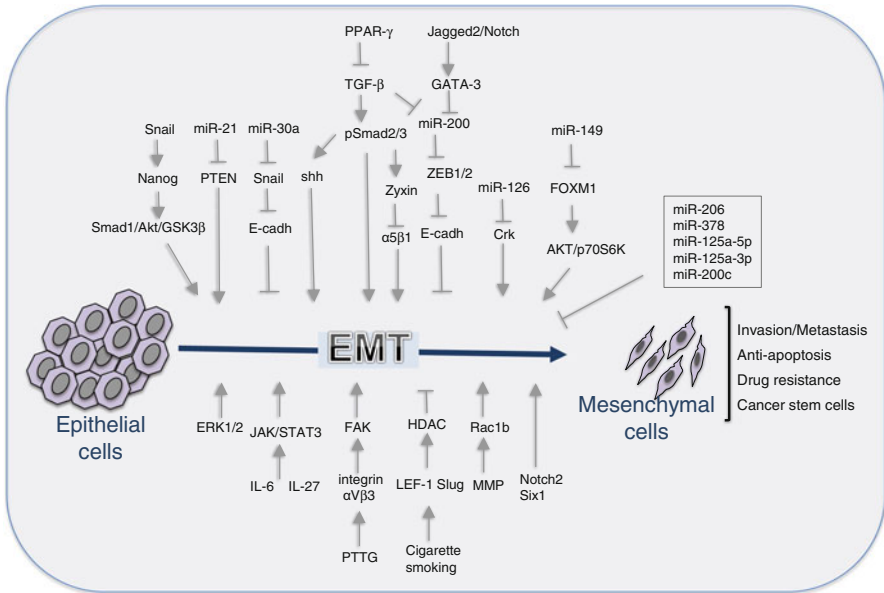 PPAR-γ
Jagged2/Notch
TGF-β
GATA-3
Snail
miR-21
miR-30a
pSmad2/3
miR-200
miR-149
Nanog
PTEN
Snail
shh
Zyxin
ZEB1/2
miR-126
FOXM1
Smad1/Akt/GSK3β
E-cadh
α5β1
E-cadh
Crk
AKT/p70S6K
miR-206
miR-378
miR-125a-5p
miR-125a-3p
miR-200c
EMT
Epithelial
cells
Mesenchymal
cells
Invasion/Metastasis
Anti-apoptosis
Drug resistance
Cancer stem cells
ERK1/2
JAK/STAT3
FAK
HDAC
Rac1b
IL-6
IL-27
integrin
αVβ3
LEF-1 Slug
MMP
Notch2
Six1
PTTG
Cigarette
smoking